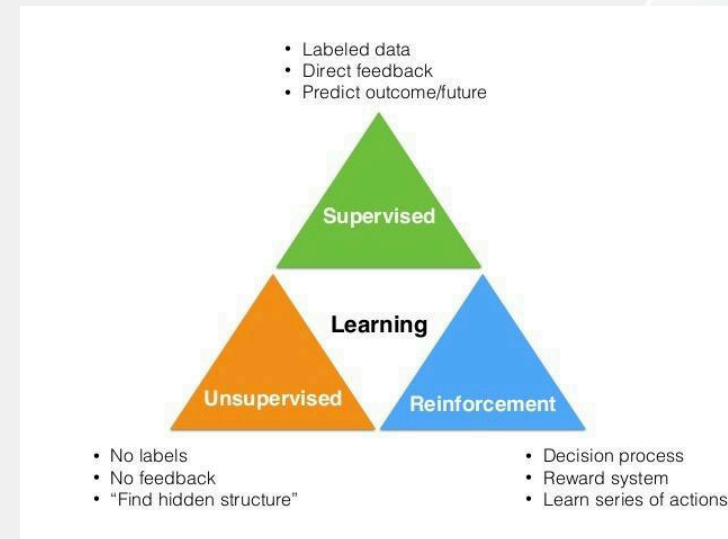 • Labeled data
• Direct feedback
• Predict outcome/future
Supervised
Learning
Unsupervised
Reinforcement
• No labels
• No feedback
• “Find hidden structure”
• Decision process
• Reward system
• Learn series of actions